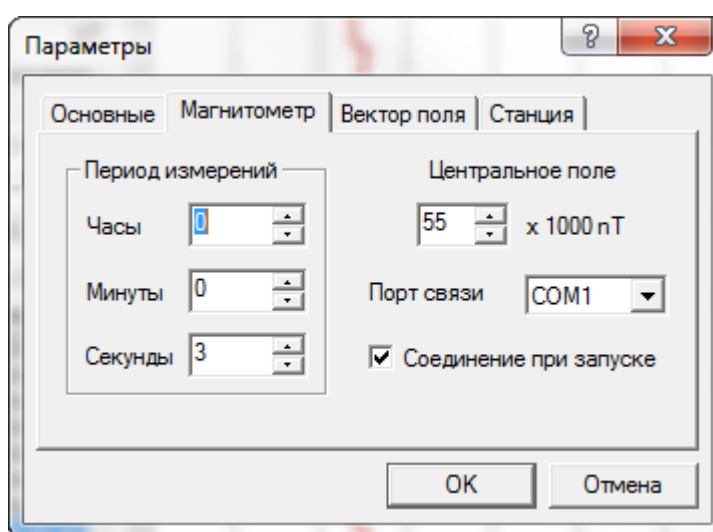 Параметры
Основные Магнитометр Вектор поля Станция
Период измерений
Часы 0
Минуты 0
Секунды 3
Центральное поле
55 x 1000 nT
Порт связи COM1
Соединение при запуске
OK Отмена